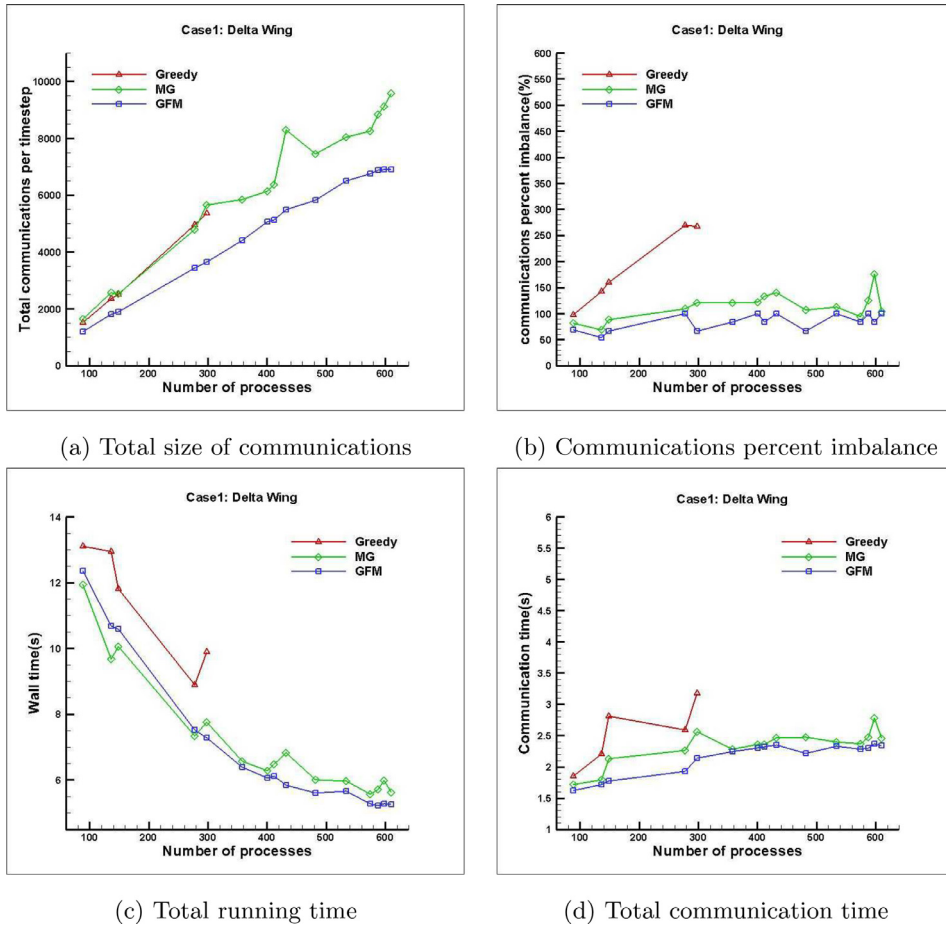 Case1: Delta Wing
Greedy
MG
GFM
10000
8000
6000
4000
2000
0
Total communications per timestep
100 200 300 400 500 600
Number of processes
(a) Total size of communications
Case1: Delta Wing
Greedy
MG
GFM
600
550
500
450
400
350
300
250
200
150
100
50
0
communications percent imbalance(%)
100 200 300 400 500 600
Number of processes
(b) Communications percent imbalance
Case1: Delta Wing
Greedy
MG
GFM
14
12
10
8
6
Wall time(s)
100 200 300 400 500 600
Number of processes
(c) Total running time
Case1: Delta Wing
Greedy
MG
GFM
6
5.5
5
4.5
4
3.5
3
2.5
2
1.5
1
Communication time(s)
100 200 300 400 500 600
Number of processes
(d) Total communication time